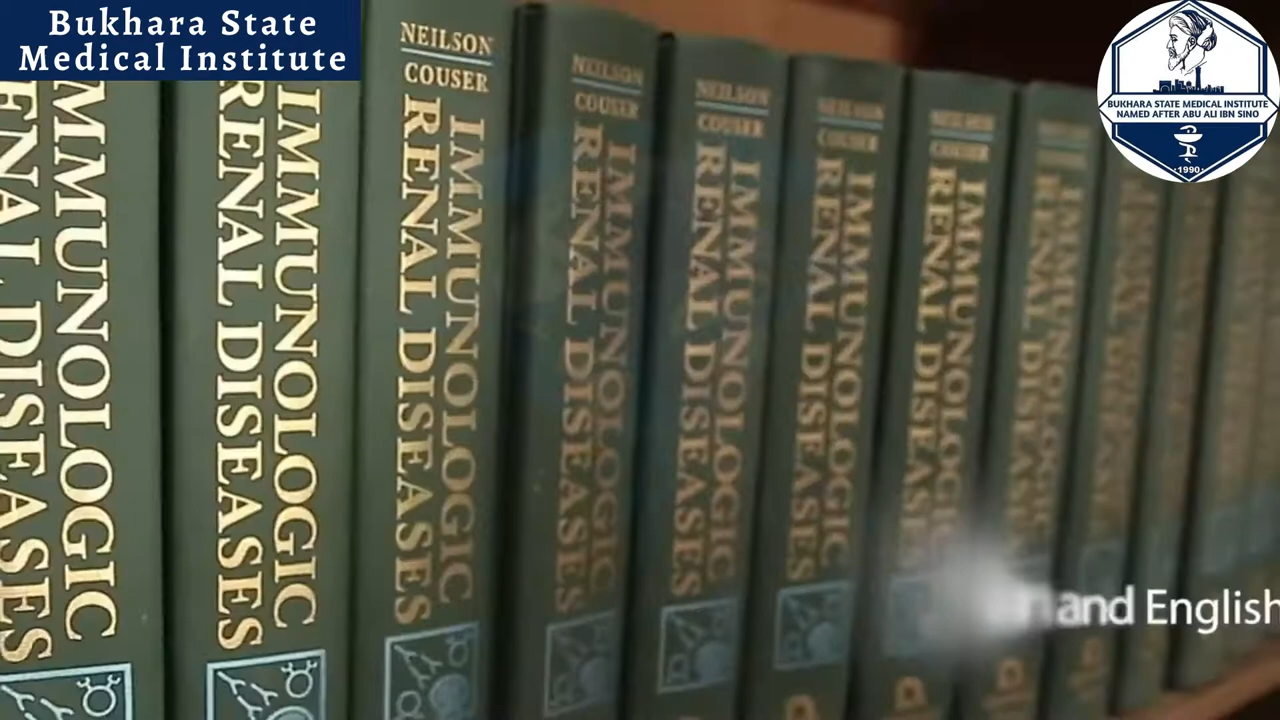 Bukhara State
Medical Institute
BUKHARA STATE MEDICAL INSTITUTE
NAMED AFTER ABU ALI IBN SINO
·1990·
IMMUNOLOGIC
RENAL DISEASES
NEILSON
COUSER
IMMUNOLOGIC
RENAL DISEASES
NEILSON
COUSER
IMMUNOLOGIC
RENAL DISEASES
NEILSON
COUSER
IMMUNOLOGIC
RENAL DISEASES
NEILSON
COUSER
IMMUNOLOGIC
RENAL DISEASES
NEILSON
COUSER
IMMUNOLOGIC
RENAL DISEASES
IMMUNOLOGIC
RENAL DISEASES
and English